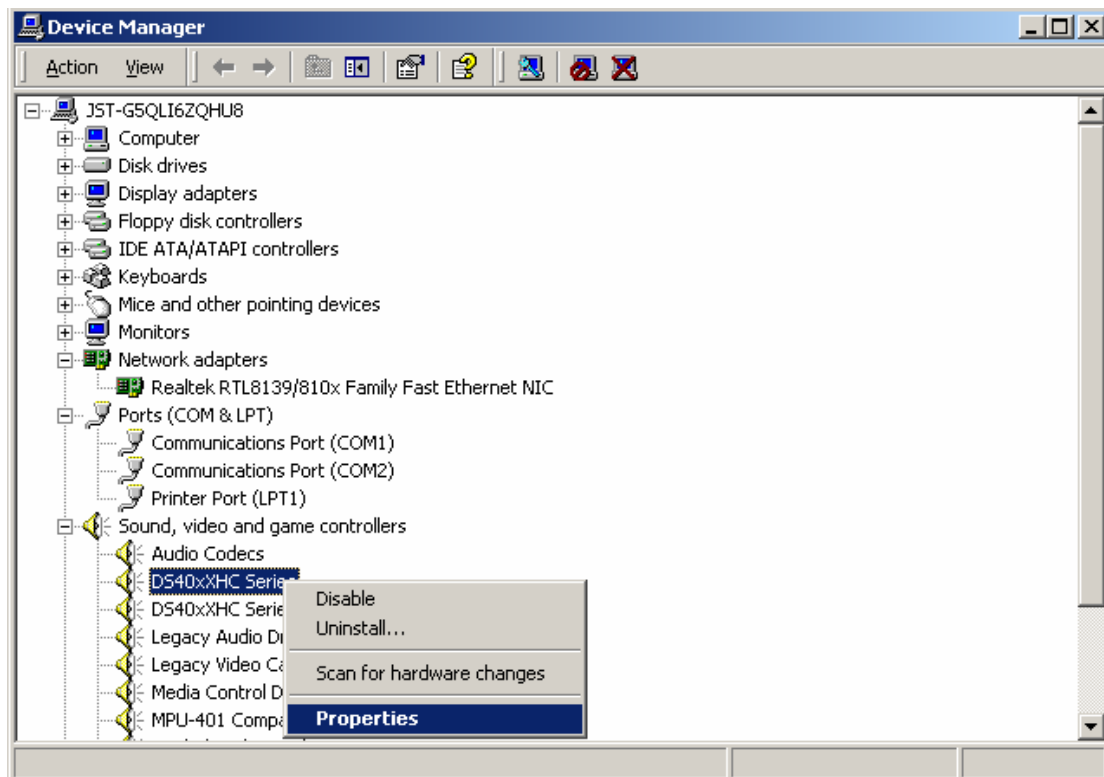 Device Manager
Action View
JST-G5QLI6ZQHU8
Computer
Disk drives
Display adapters
Floppy disk controllers
IDE ATA/ATAPI controllers
Keyboards
Mice and other pointing devices
Monitors
Network adapters
Realtek RTL8139/810x Family Fast Ethernet NIC
Ports (COM & LPT)
Communications Port (COM1)
Communications Port (COM2)
Printer Port (LPT1)
Sound, video and game controllers
Audio Codecs
DS40xXHC Series
DS40xXHC Serie
Legacy Audio
Legacy Video
Media Control
MPU-401
Disable
Uninstall...
Scan for hardware changes
Properties